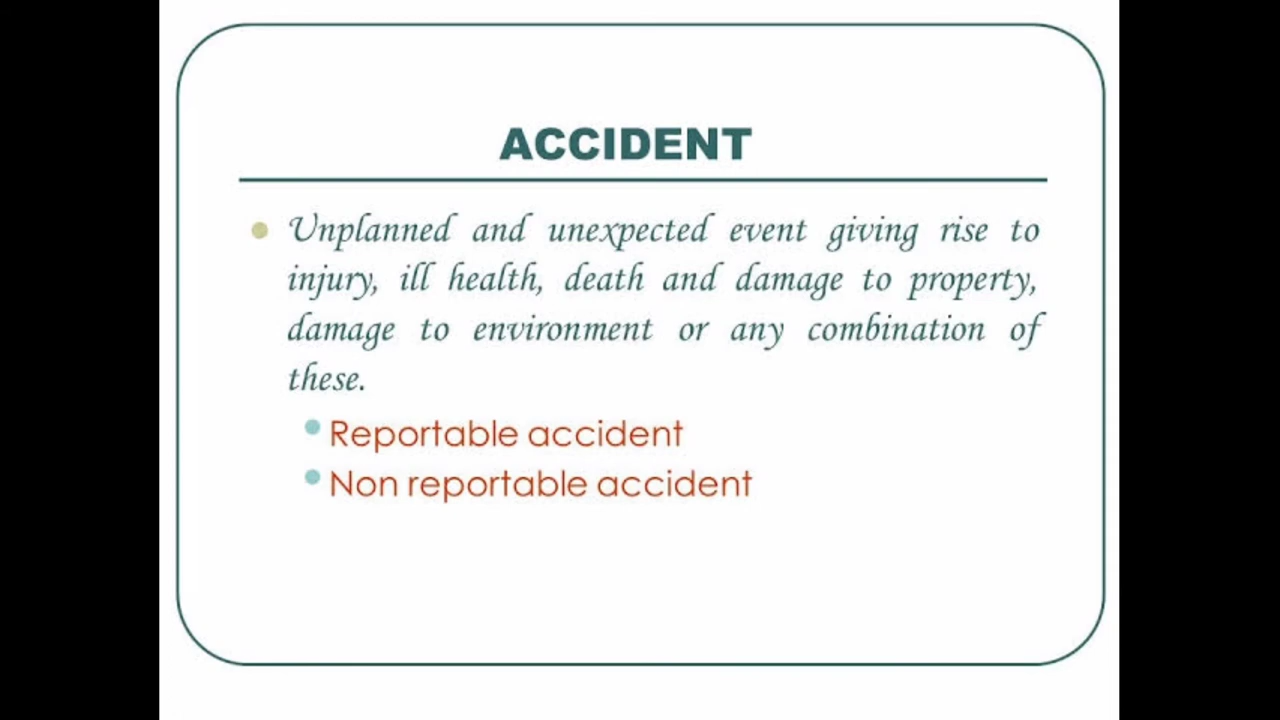 ACCIDENT
Unplanned and unexpected event giving rise to
injury, ill health, death and damage to property,
damage to environment or any combination of
these.
Reportable accident
Non reportable accident